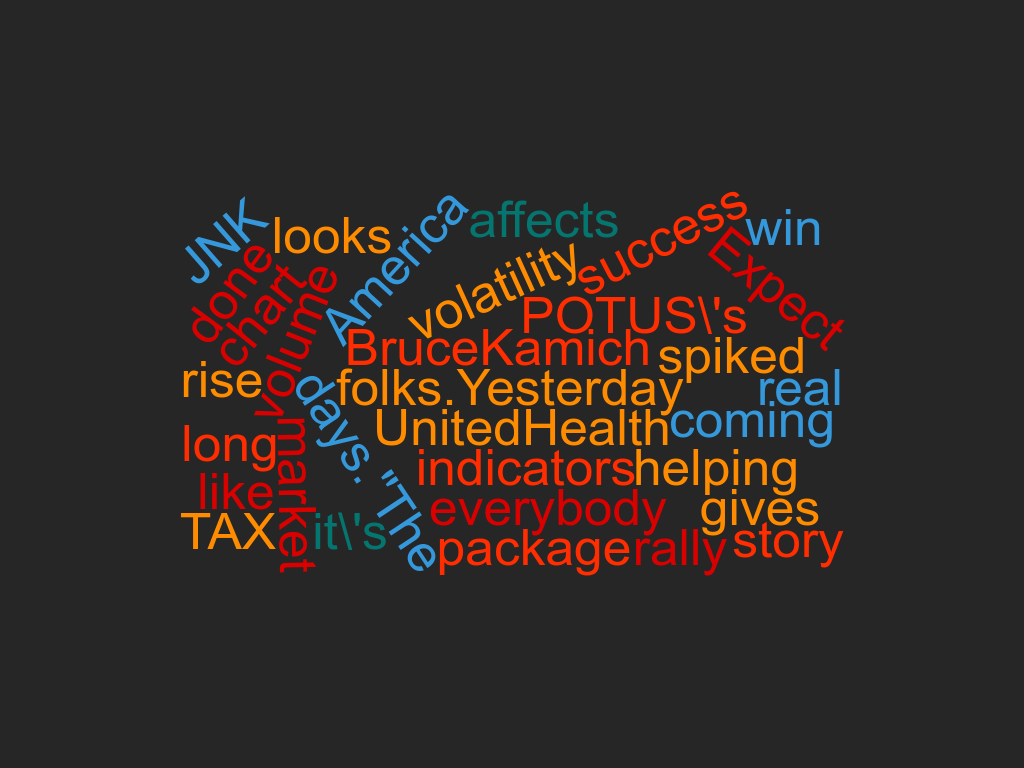 JNK
looks
America
affects
success
win
done
chart
volume
volatility
Expect
POTUS\'s
BruceKamich
spiked
rise
days. "The
folks.Yesterday
real
UnitedHealth
coming
long
market
indicators
helping
like
everybody
gives
TAX
it\'s
package
rally
story